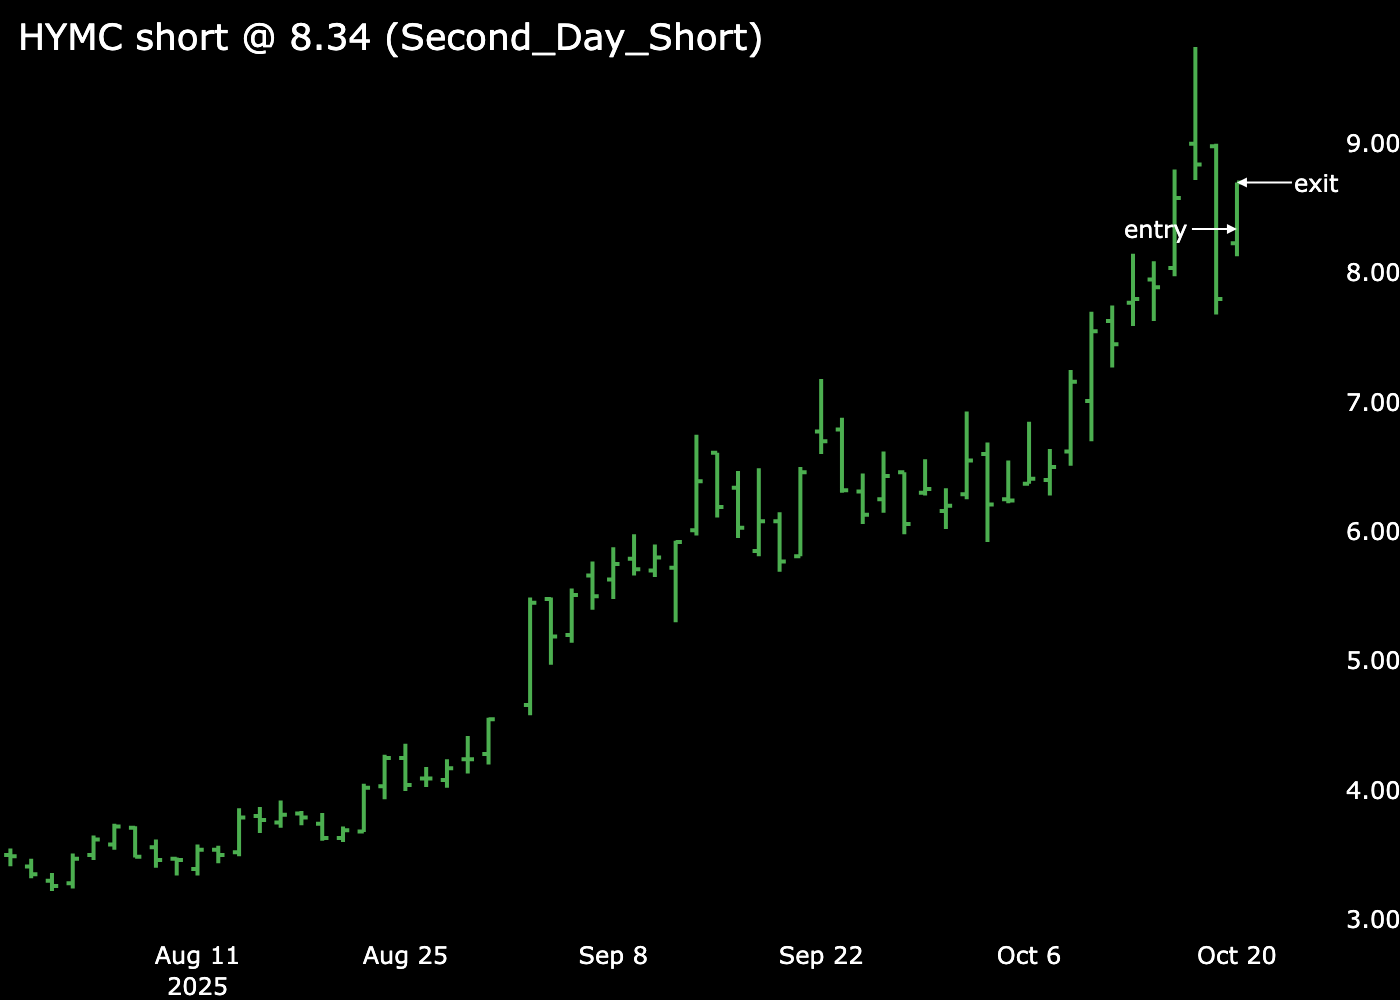 HYMC short @ 8.34 (Second_Day_Short)
9.00
exit
entry
8.00
7.00
6.00
5.00
4.00
3.00
Aug 11 Aug 25 Sep 8 Sep 22 Oct 6 Oct 20
2025